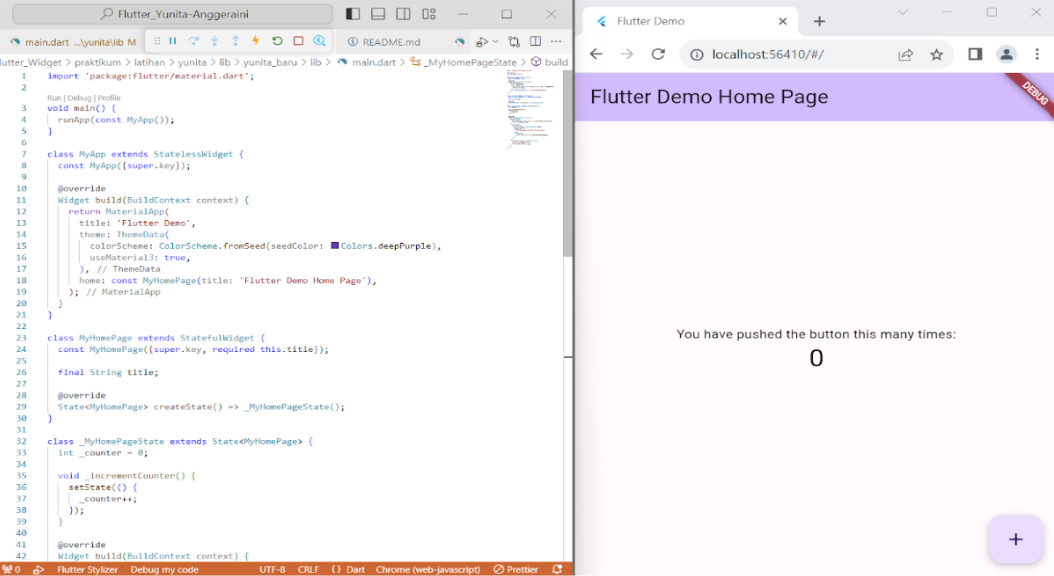 Flutter_Yunita-Anggeraini
main.dart ...\yunita\lib M
README.md
lutter_Widget > praktikum > latihan > yunita > lib > yunita_baru > lib > main.dart > _MyHomePageState > build
1 import 'package:flutter/material.dart';
2
Run | Debug | Profile
3 void main() {
4 runApp(const MyApp());
5 }
6
7 class MyApp extends StatelessWidget {
8 const MyApp({super.key});
9
10 @override
11 Widget build(BuildContext context) {
12 return MaterialApp(
13 title: 'Flutter Demo',
14 theme: ThemeData(
15 colorScheme: ColorScheme.fromSeed(seedColor: Colors.deepPurple),
16 useMaterial3: true,
17 ), // ThemeData
18 home: const MyHomePage(title: 'Flutter Demo Home Page'),
19 ); // MaterialApp
20 }
21 }
22
23 class MyHomePage extends StatefulWidget {
24 const MyHomePage({super.key, required this.title});
25
26 final String title;
27
28 @override
29 State<MyHomePage> createState() => _MyHomePageState();
30 }
31
32 class _MyHomePageState extends State<MyHomePage> {
33 int _counter = 0;
34
35 void _incrementCounter() {
36 setState(() {
37 _counter++;
38 });
39 }
40
41 @override
42 Widget build(BuildContext context) {
0 Flutter Stylizer Debug my code UTF-8 CRLF {} Dart Chrome (web-javascript) Prettier
Flutter Demo
localhost:56410/#/
Flutter Demo Home Page
DEBUG
You have pushed the button this many times:
0
+